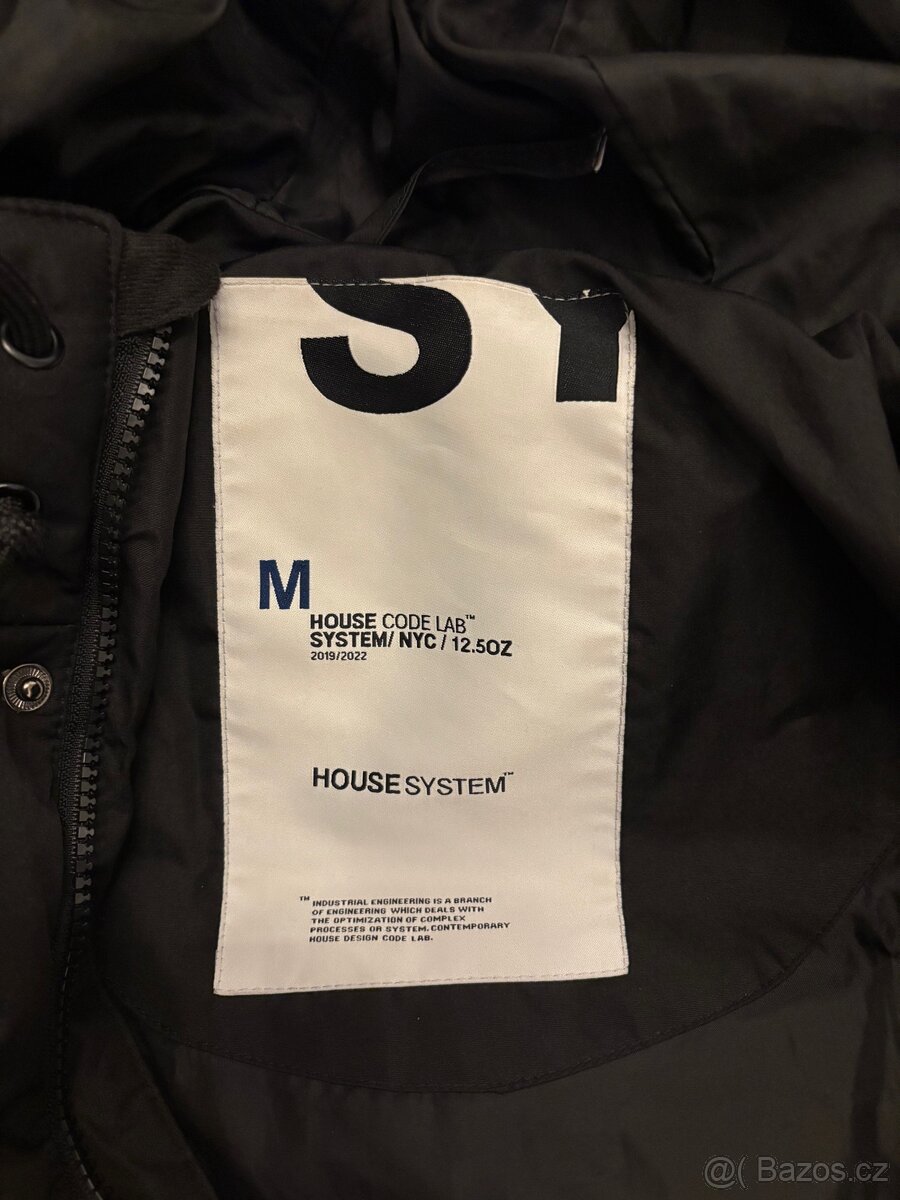 SY
M
HOUSE CODE LAB™
SYSTEM/ NYC / 12.5OZ
2019/2022
HOUSE SYSTEM™
™ INDUSTRIAL ENGINEERING IS A BRANCH
OF ENGINEERING WHICH DEALS WITH
THE OPTIMIZATION OF COMPLEX
PROCESSES OR SYSTEM. CONTEMPORARY
HOUSE DESIGN CODE LAB.
@( Bazos.cz